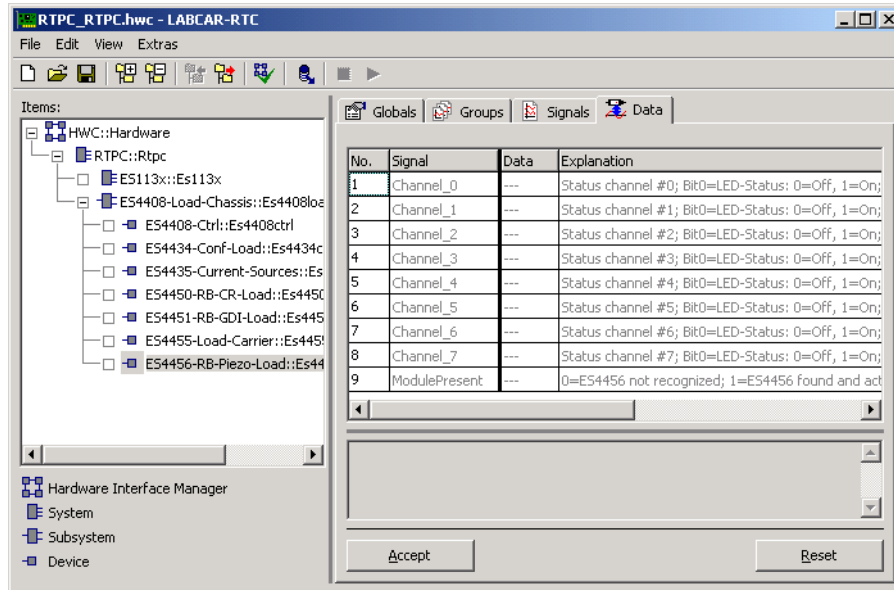 RTPC_RTPC.hwc - LABCAR-RTC
File Edit View Extras
Items:
HWC::Hardware
RTPC::Rtpc
ES113x::Es113x
ES4408-Load-Chassis::Es4408loa
ES4408-Ctrl::Es4408ctrl
ES4434-Conf-Load::Es4434c
ES4435-Current-Sources::Es
ES4450-RB-CR-Load::Es4450
ES4451-RB-GDI-Load::Es445
ES4455-Load-Carrier::Es445
ES4456-RB-Piezo-Load::Es44
Hardware Interface Manager
System
Subsystem
Device
Globals Groups Signals Data
No. Signal Data Explanation
1 Channel_0 --- Status channel #0; Bit0=LED-Status: 0=Off, 1=On;
2 Channel_1 --- Status channel #1; Bit0=LED-Status: 0=Off, 1=On;
3 Channel_2 --- Status channel #2; Bit0=LED-Status: 0=Off, 1=On;
4 Channel_3 --- Status channel #3; Bit0=LED-Status: 0=Off, 1=On;
5 Channel_4 --- Status channel #4; Bit0=LED-Status: 0=Off, 1=On;
6 Channel_5 --- Status channel #5; Bit0=LED-Status: 0=Off, 1=On;
7 Channel_6 --- Status channel #6; Bit0=LED-Status: 0=Off, 1=On;
8 Channel_7 --- Status channel #7; Bit0=LED-Status: 0=Off, 1=On;
9 ModulePresent --- 0=ES4456 not recognized; 1=ES4456 found and act
Accept Reset